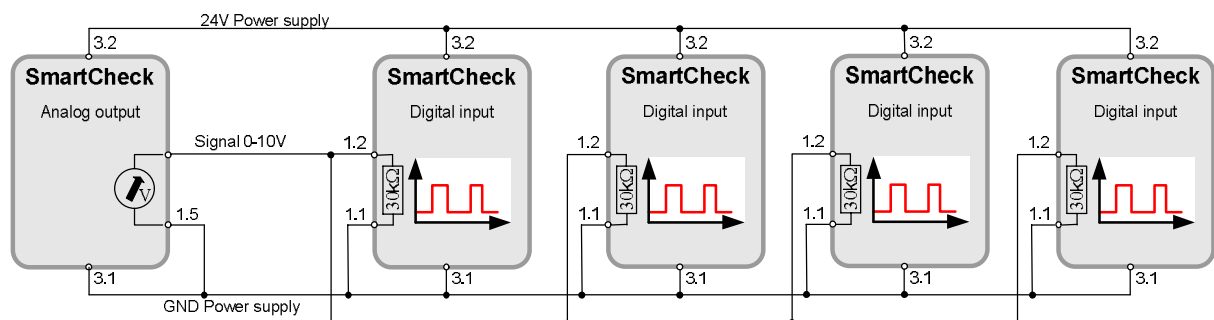 24V Power supply
3.2 3.2 3.2 3.2 3.2
SmartCheck SmartCheck SmartCheck SmartCheck SmartCheck
Analog output Digital input Digital input Digital input Digital input
Signal 0-10V 1.2 1.2 1.2 1.2
V 30kΩ 30kΩ 30kΩ 30kΩ
1.5 1.1 1.1 1.1 1.1
3.1 3.1 3.1 3.1 3.1
GND Power supply